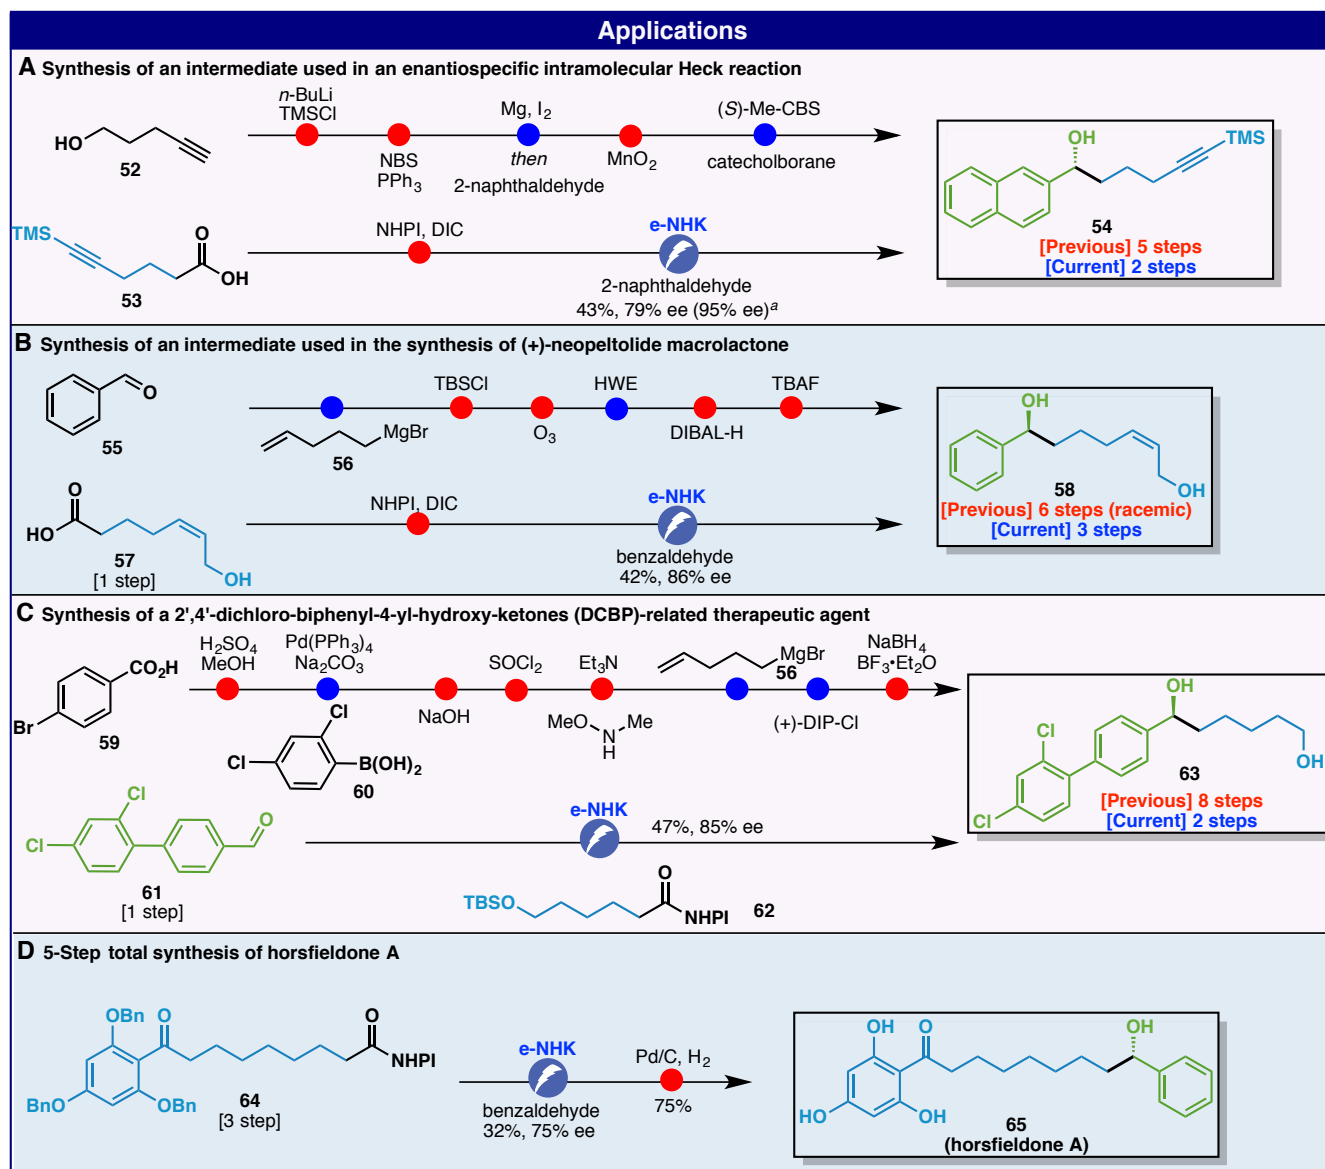 Applications
A Synthesis of an intermediate used in an enantiospecific intramolecular Heck reaction
HO
52
n-BuLi
TMSCl
NBS
PPh3
Mg, I2
then
2-naphthaldehyde
MnO2
(S)-Me-CBS
catecholborane
OH
TMS
54
[Previous] 5 steps
[Current] 2 steps
TMS
O
OH
53
NHPI, DIC
e-NHK
2-naphthaldehyde
43%, 79% ee (95% ee)a
B Synthesis of an intermediate used in the synthesis of (+)-neopeltolide macrolactone
O
55
MgBr
56
TBSCl
O3
HWE
DIBAL-H
TBAF
OH
OH
58
[Previous] 6 steps (racemic)
[Current] 3 steps
O
HO
OH
57
[1 step]
NHPI, DIC
e-NHK
benzaldehyde
42%, 86% ee
C Synthesis of a 2',4'-dichloro-biphenyl-4-yl-hydroxy-ketones (DCBP)-related therapeutic agent
CO2H
Br
59
H2SO4
MeOH
Pd(PPh3)4
Na2CO3
Cl
Cl
B(OH)2
60
NaOH
SOCl2
Et3N
MeO
N
H
Me
MgBr
56
(+)-DIP-Cl
NaBH4
BF3•Et2O
OH
Cl
Cl
OH
63
[Previous] 8 steps
[Current] 2 steps
Cl
Cl
O
61
[1 step]
e-NHK
47%, 85% ee
TBSO
O
NHPI
62
D 5-Step total synthesis of horsfieldone A
OBn
O
O
NHPI
BnO
OBn
64
[3 step]
e-NHK
benzaldehyde
32%, 75% ee
Pd/C, H2
75%
OH
O
OH
HO
OH
65
(horsfieldone A)